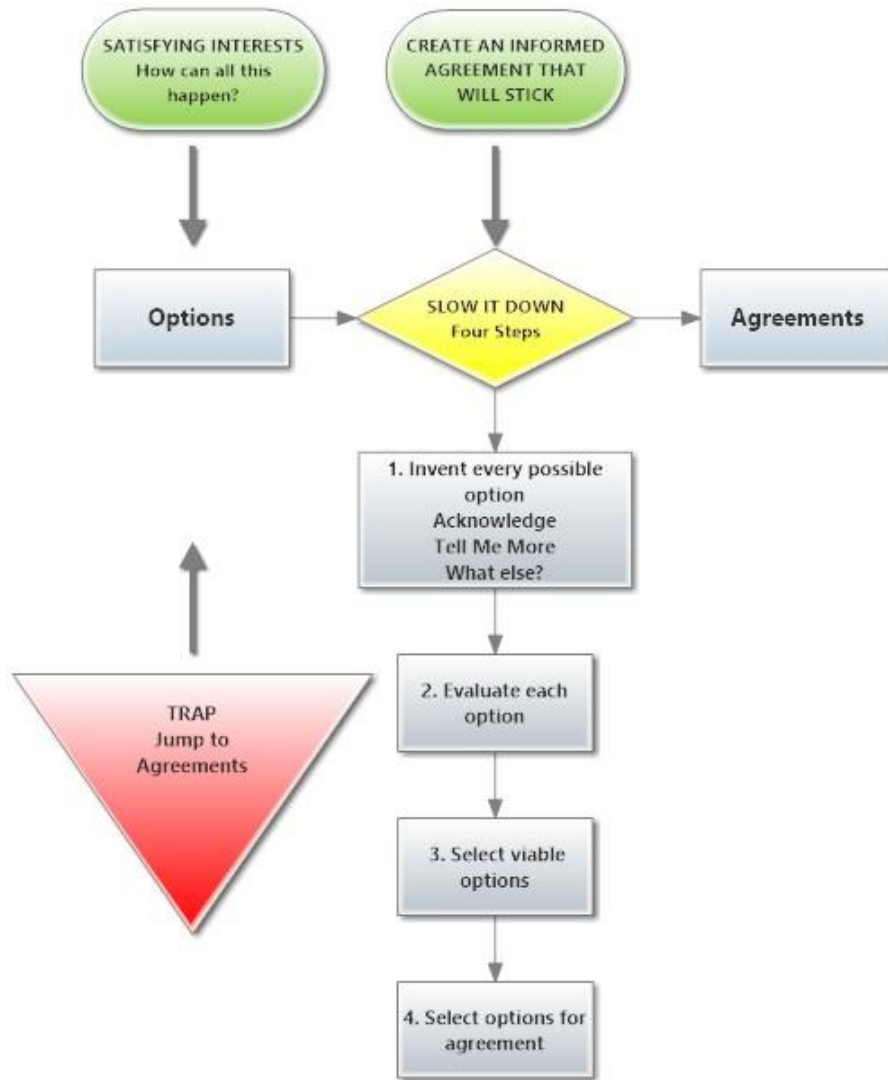 SATISFYING INTERESTS
How can all this
happen?
CREATE AN INFORMED
AGREEMENT THAT
WILL STICK
Options
SLOW IT DOWN
Four Steps
Agreements
1. Invent every possible
option
Acknowledge
Tell Me More
What else?
TRAP
Jump to
Agreements
2. Evaluate each
option
3. Select viable
options
4. Select options for
agreement